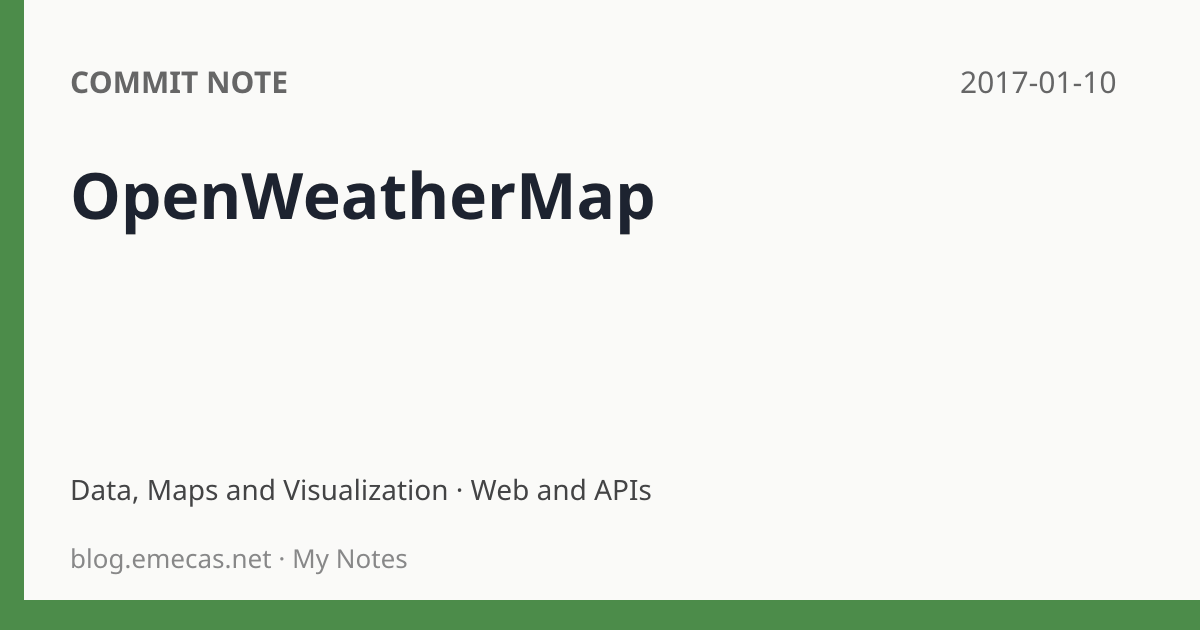 COMMIT NOTE
2017-01-10
OpenWeatherMap
Data, Maps and Visualization · Web and APIs
blog.emecas.net · My Notes